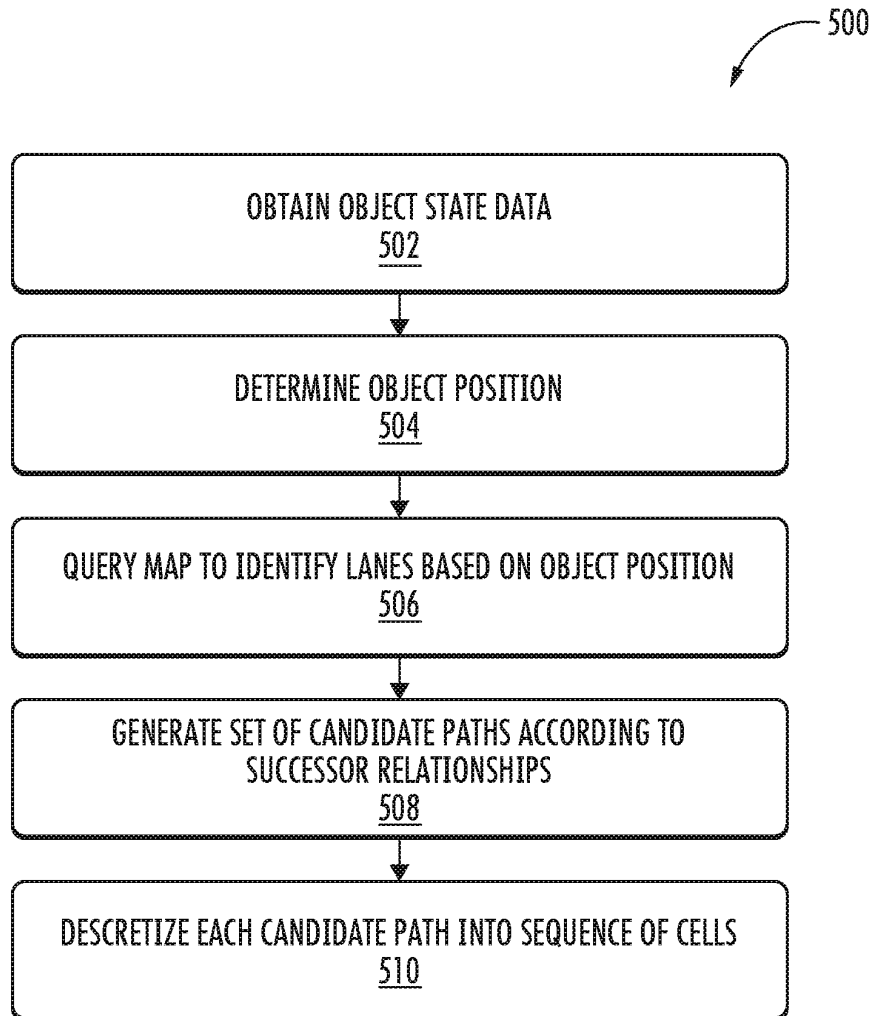 500
OBTAIN OBJECT STATE DATA
502
DETERMINE OBJECT POSITION
504
QUERY MAP TO IDENTIFY LANES BASED ON OBJECT POSITION
506
GENERATE SET OF CANDIDATE PATHS ACCORDING TO
SUCCESSOR RELATIONSHIPS
508
DESCRETIZE EACH CANDIDATE PATH INTO SEQUENCE OF CELLS
510